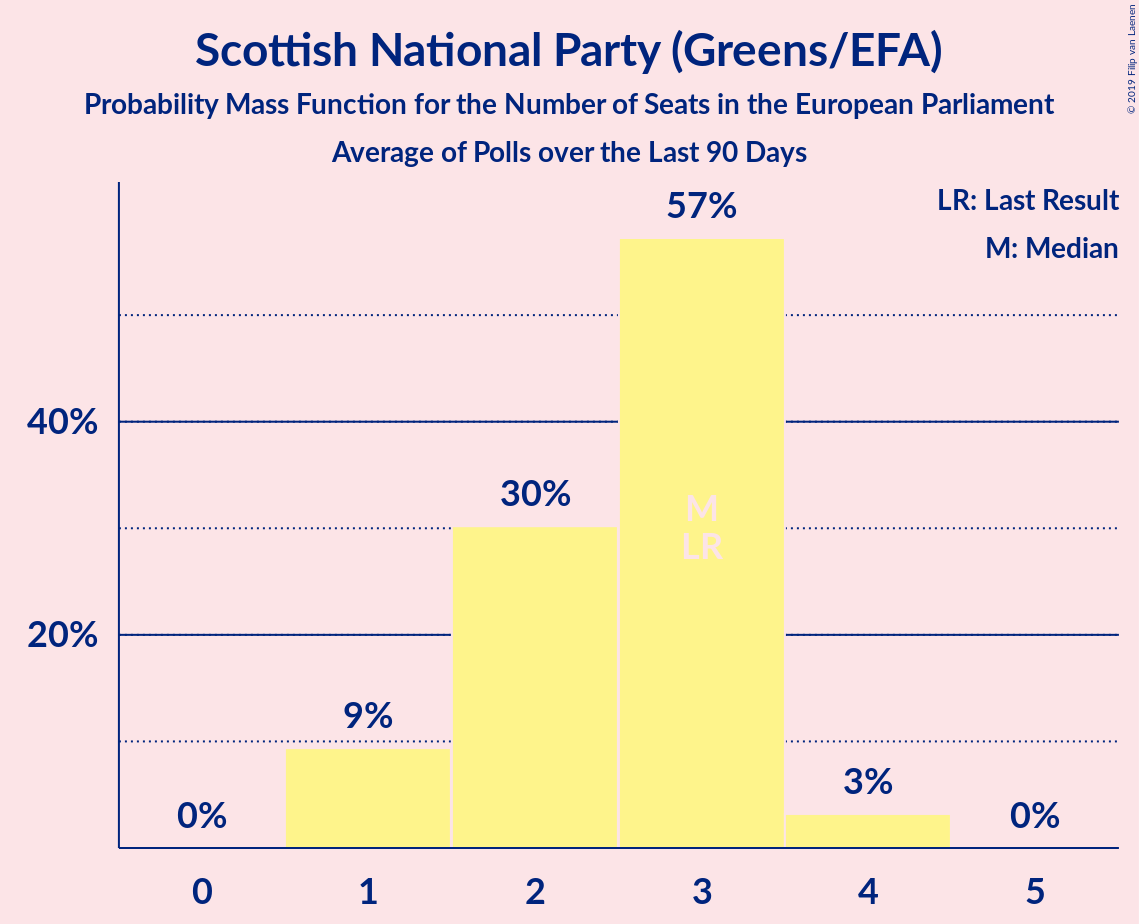 Scottish National Party (Greens/EFA)
Probability Mass Function for the Number of Seats in the European Parliament
Average of Polls over the Last 90 Days
© 2019 Filip van Laenen
LR: Last Result
M: Median
57%
40%
30%
M
LR
20%
9%
3%
0%
0%
0 1 2 3 4 5